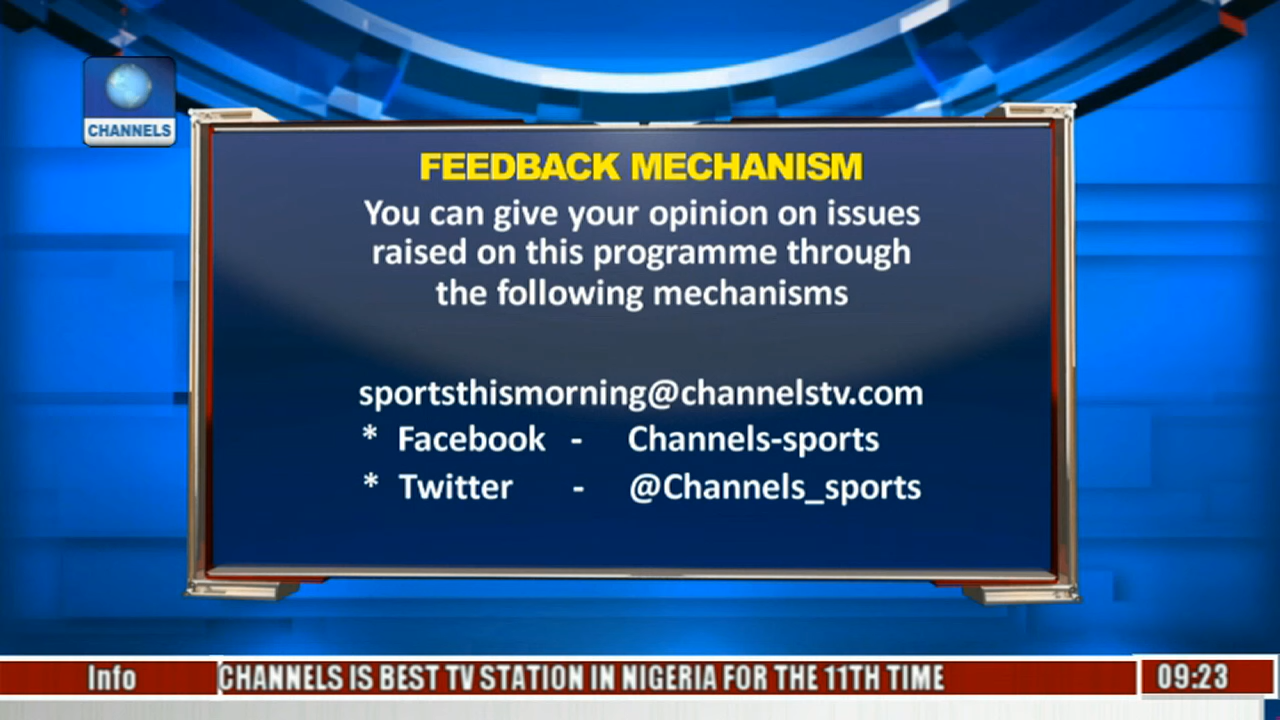 CHANNELS
FEEDBACK MECHANISM
You can give your opinion on issues
raised on this programme through
the following mechanisms
sportsthismorning@channelstv.com
* Facebook - Channels-sports
* Twitter - @Channels_sports
Info CHANNELS IS BEST TV STATION IN NIGERIA FOR THE 11TH TIME 09:23